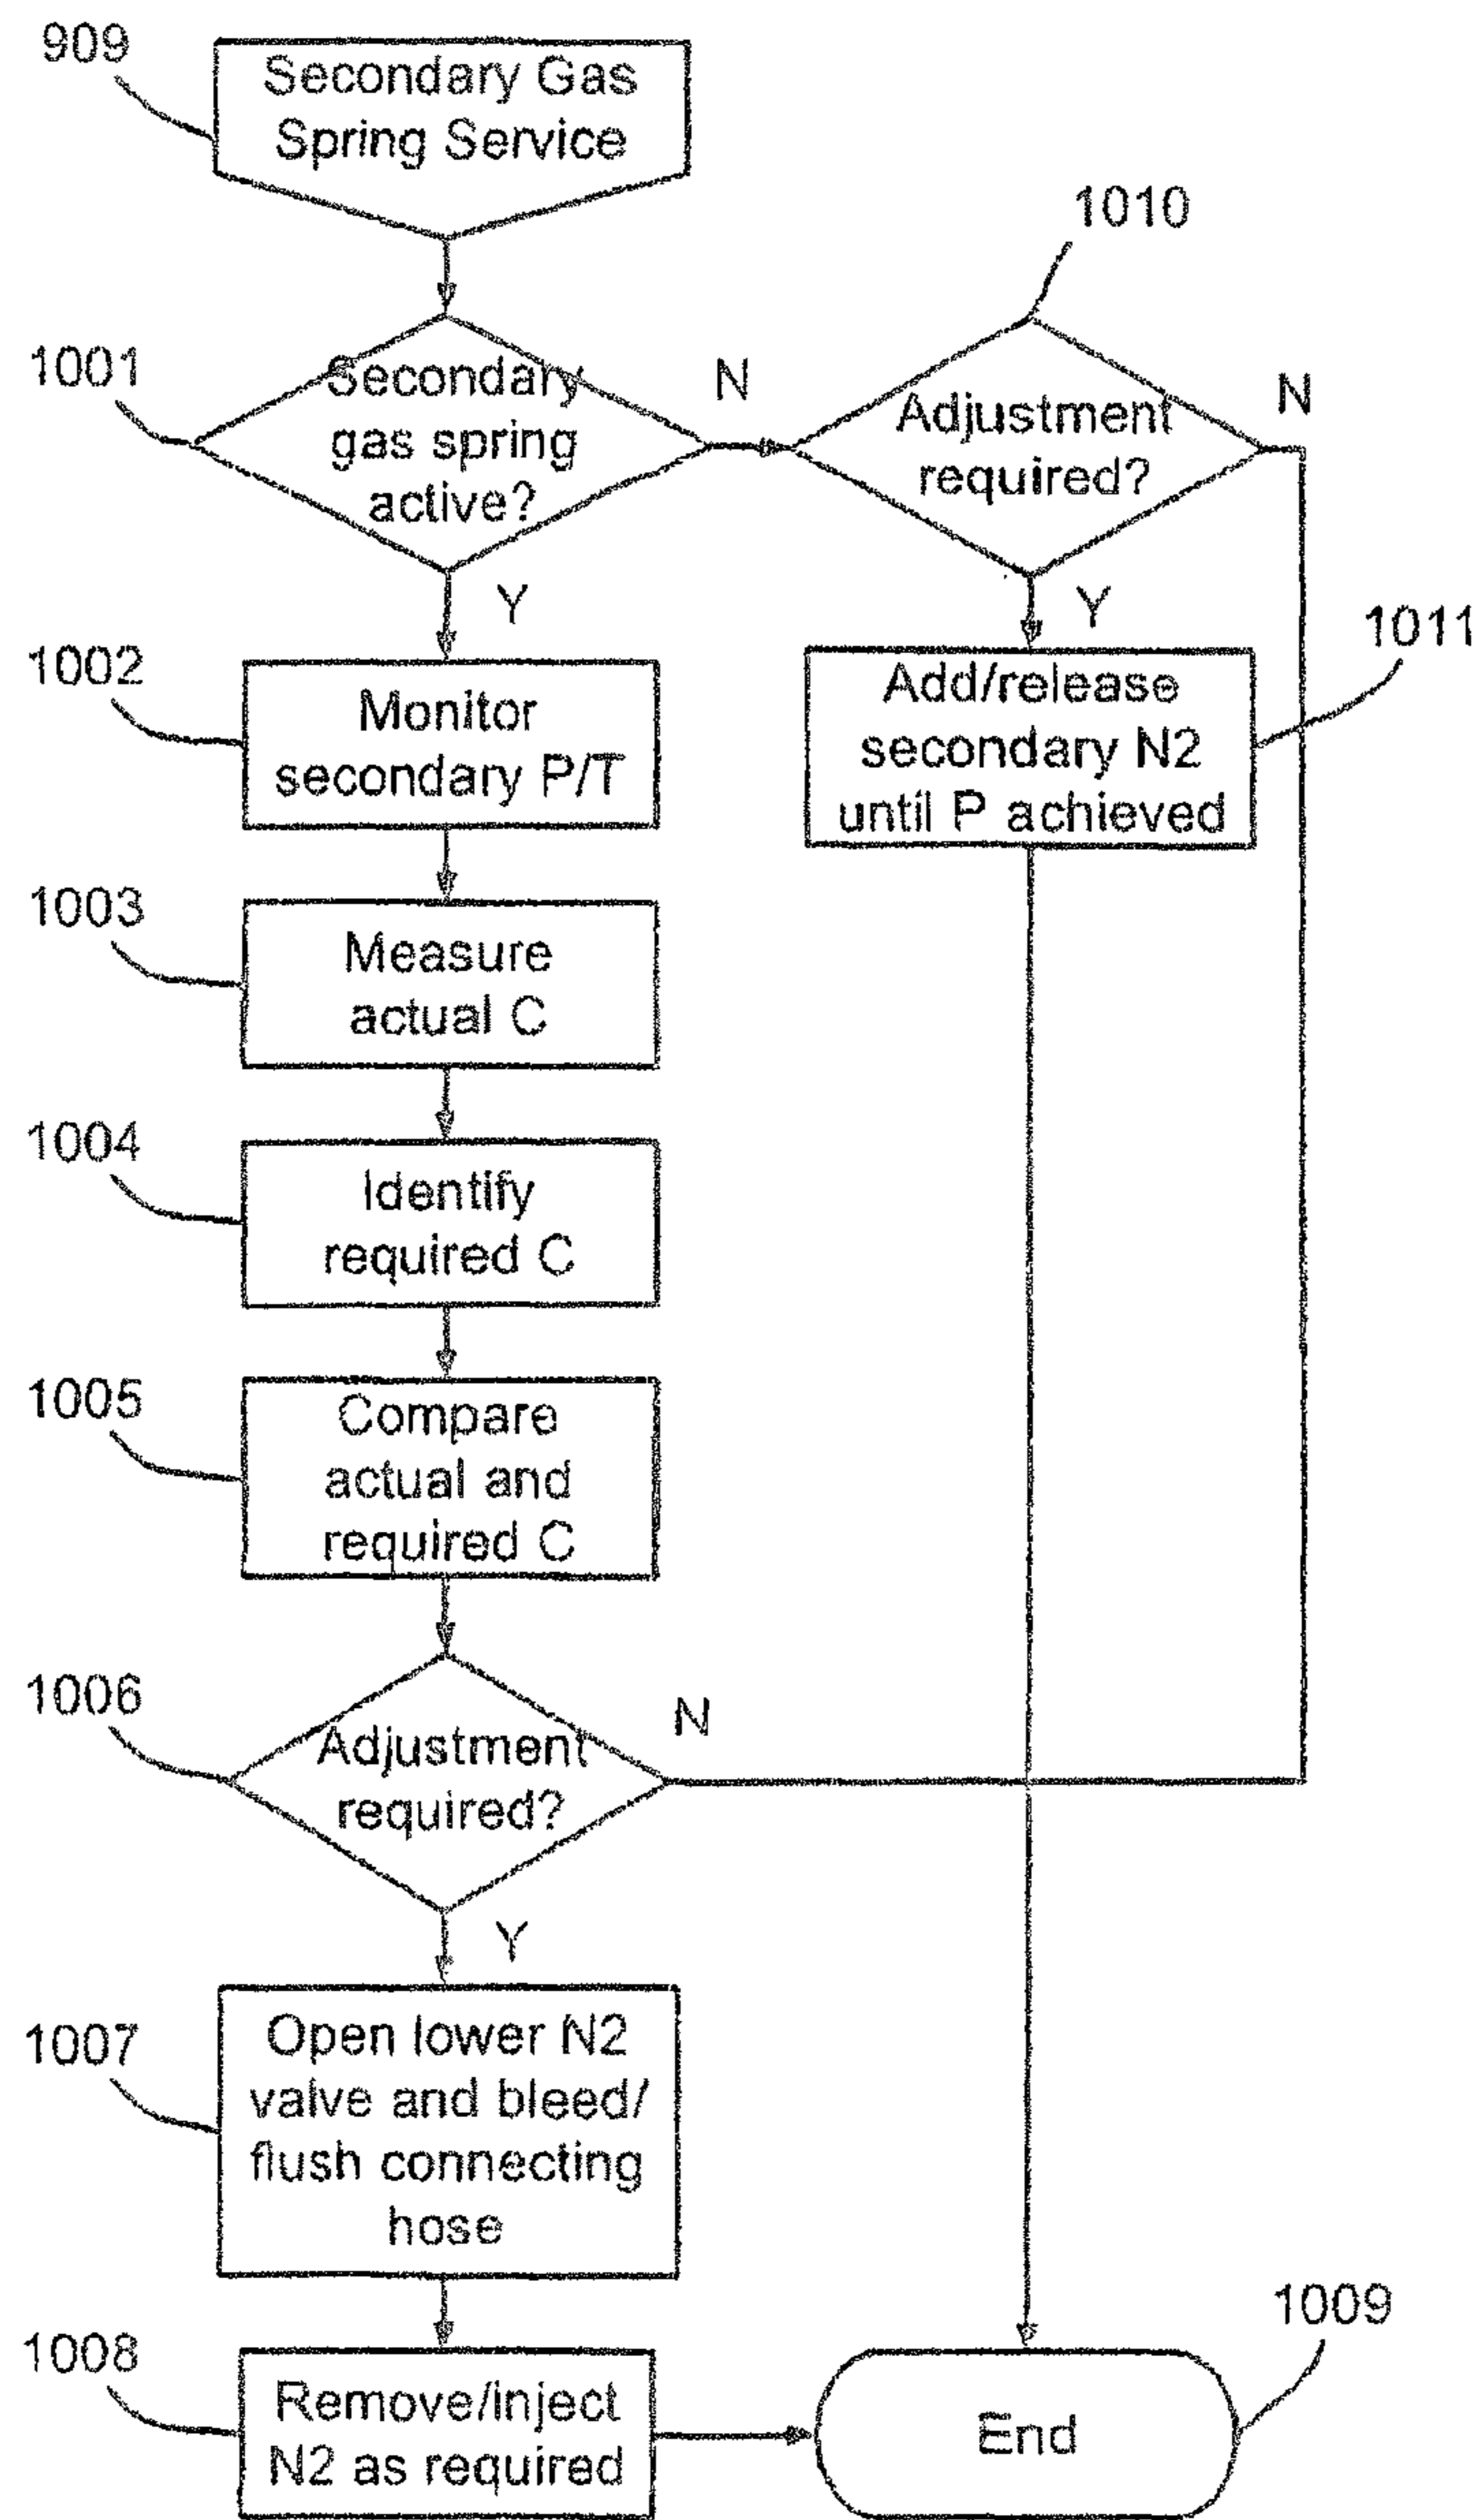 909
Secondary Gas
Spring Service
1010
1001
Secondary
gas spring
active?
N
Adjustment
required?
N
Y
Y
1002
Monitor
secondary P/T
1011
Add/release
secondary N2
until P achieved
1003
Measure
actual C
1004
Identify
required C
1005
Compare
actual and
required C
1006
Adjustment
required?
N
Y
1007
Open lower N2
valve and bleed/
flush connecting
hose
1008
Remove/inject
N2 as required
1009
End